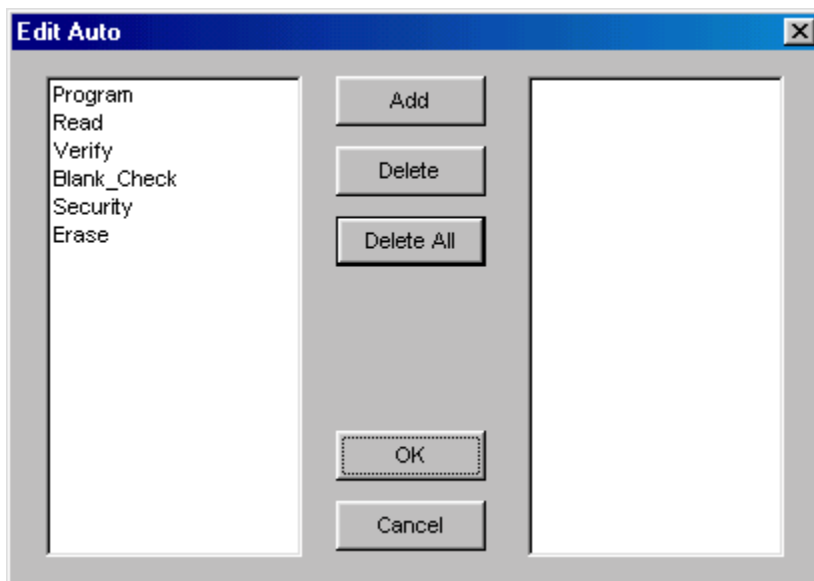 Edit Auto
Program
Read
Verify
Blank_Check
Security
Erase
Add
Delete
Delete All
OK
Cancel